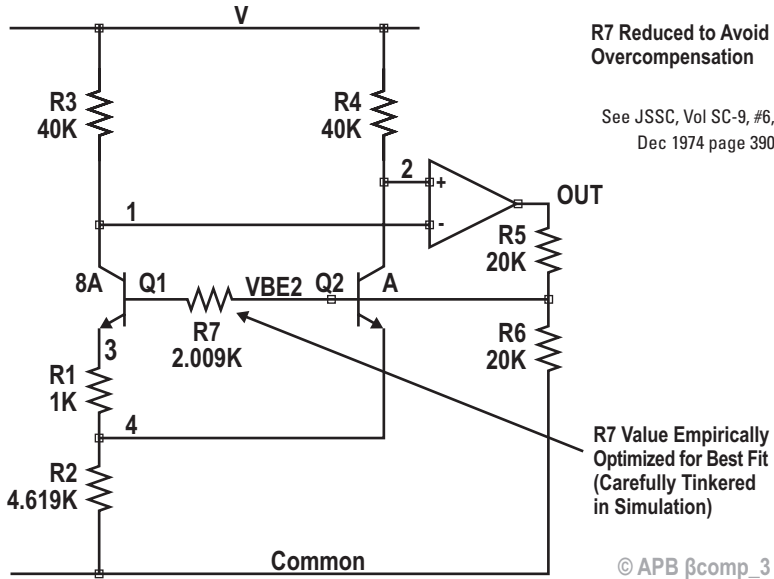 V
R7 Reduced to Avoid
Overcompensation
R3
40K
R4
40K
See JSSC, Vol SC-9, #6,
Dec 1974 page 390
2
+
-
OUT
1
R5
20K
8A
Q1
VBE2
Q2
A
R7
2.009K
R6
20K
3
R1
1K
4
R2
4.619K
R7 Value Empirically
Optimized for Best Fit
(Carefully Tinkered
in Simulation)
Common
© APB βcomp_3